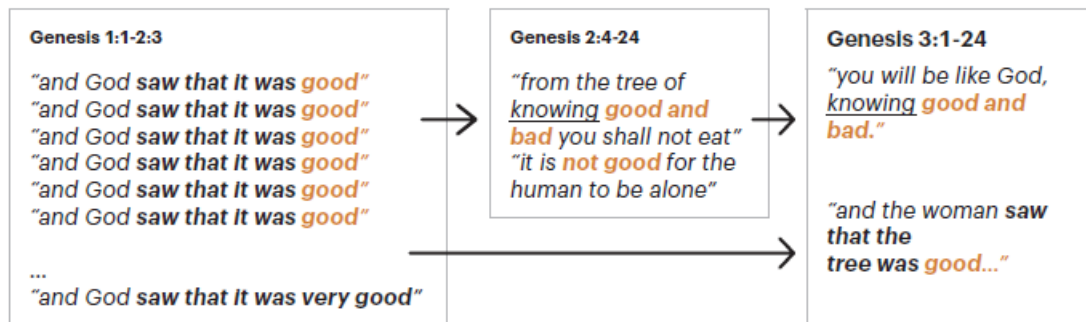 Genesis 1:1-2:3
“and God saw that it was good”
“and God saw that it was good”
“and God saw that it was good”
“and God saw that it was good”
“and God saw that it was good”
“and God saw that it was good”
...
“and God saw that it was very good”
Genesis 2:4-24
“from the tree of
knowing good and
bad you shall not eat”
“it is not good for the
human to be alone”
Genesis 3:1-24
“you will be like God,
knowing good and
bad.”
“and the woman saw
that the
tree was good...”